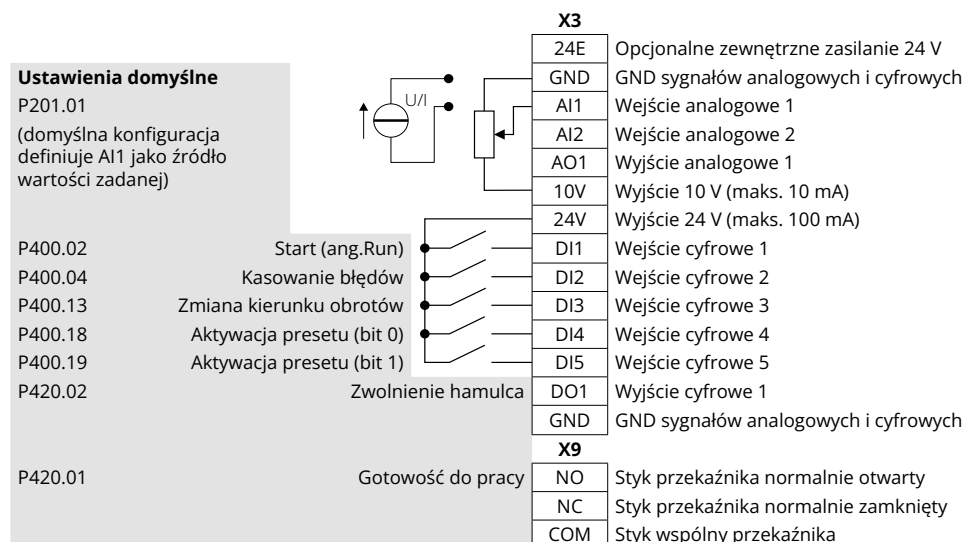 X3
24E Opcjonalne zewnętrzne zasilanie 24 V
Ustawienia domyślne GND GND sygnałów analogowych i cyfrowych
P201.01 U/I AI1 Wejście analogowe 1
(domyślna konfiguracja AI2 Wejście analogowe 2
definiuje AI1 jako źródło AO1 Wyjście analogowe 1
wartości zadanej) 10V Wyjście 10 V (maks. 10 mA)
24V Wyjście 24 V (maks. 100 mA)
P400.02 Start (ang.Run) DI1 Wejście cyfrowe 1
P400.04 Kasowanie błędów DI2 Wejście cyfrowe 2
P400.13 Zmiana kierunku obrotów DI3 Wejście cyfrowe 3
P400.18 Aktywacja presetu (bit 0) DI4 Wejście cyfrowe 4
P400.19 Aktywacja presetu (bit 1) DI5 Wejście cyfrowe 5
P420.02 Zwolnienie hamulca DO1 Wyjście cyfrowe 1
GND GND sygnałów analogowych i cyfrowych
X9
P420.01 Gotowość do pracy NO Styk przekaźnika normalnie otwarty
NC Styk przekaźnika normalnie zamknięty
COM Styk wspólny przekaźnika